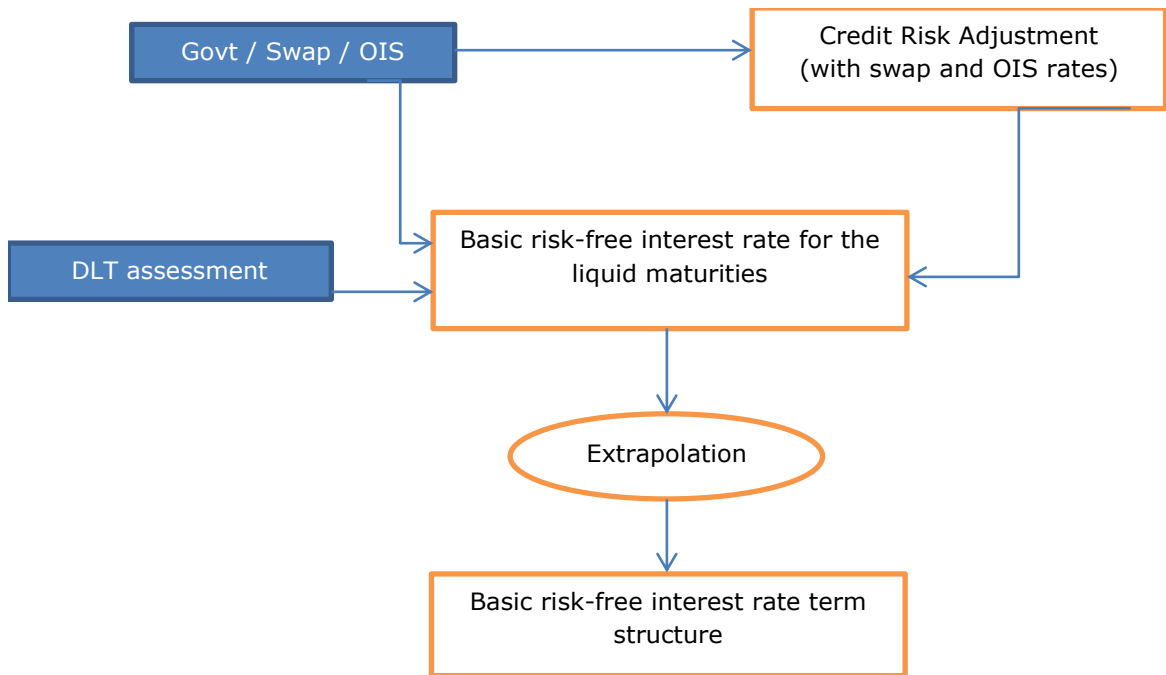 Govt / Swap / OIS
Credit Risk Adjustment
(with swap and OIS rates)
DLT assessment
Basic risk-free interest rate for the
liquid maturities
Extrapolation
Basic risk-free interest rate term
structure